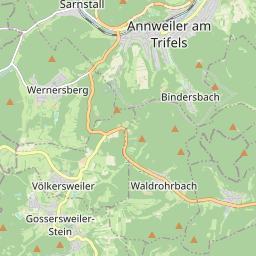 Sarnstall
Annweiler am
Trifels
Wernersberg
Bindersbach
Völkersweiler
Waldrohrbach
Gossersweiler-
Stein